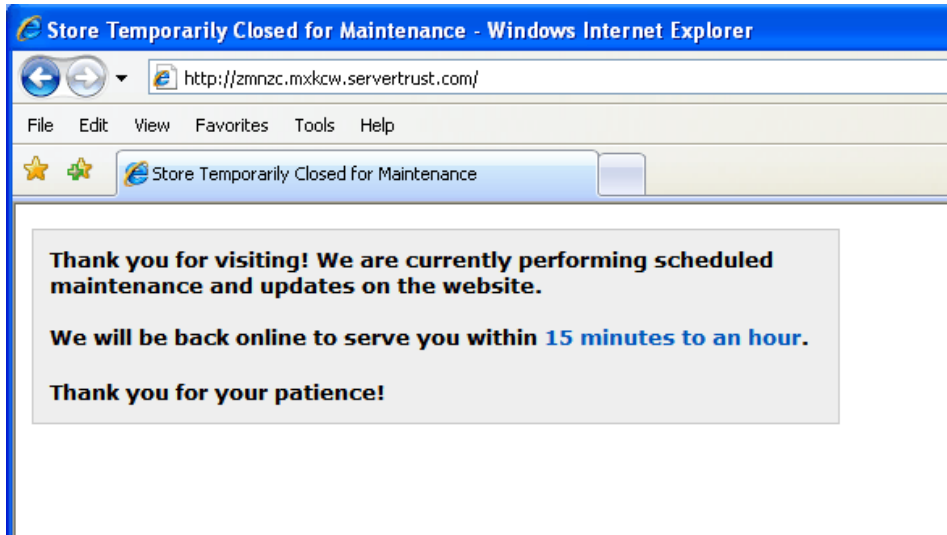 Store Temporarily Closed for Maintenance - Windows Internet Explorer
http://zmnzc.mxkcw.servertrust.com/
File Edit View Favorites Tools Help
Store Temporarily Closed for Maintenance
Thank you for visiting! We are currently performing scheduled
maintenance and updates on the website.
We will be back online to serve you within 15 minutes to an hour.
Thank you for your patience!